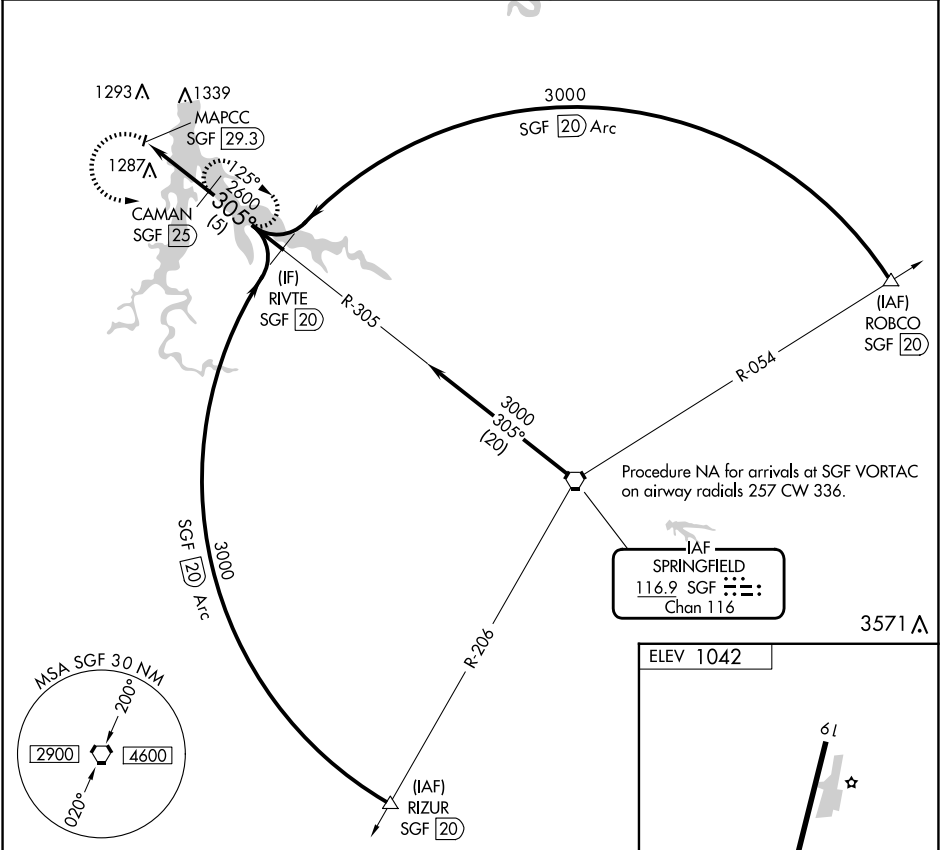 1293
1339
MAPCC
SGF 29.3
1287
CAMAN
SGF 25
125°
2600
305°
(5)
3000
SGF 20 Arc
(IF)
RIVTE
SGF 20
R-305
(IAF)
ROBCO
SGF 20
R-054
3000
305°
(20)
Procedure NA for arrivals at SGF VORTAC
on airway radials 257 CW 336.
IAF
SPRINGFIELD
116.9 SGF
Chan 116
3571
3000
SGF 20 Arc
R-206
MSA SGF 30 NM
200°
2900
4600
020°
(IAF)
RIZUR
SGF 20
ELEV 1042
19